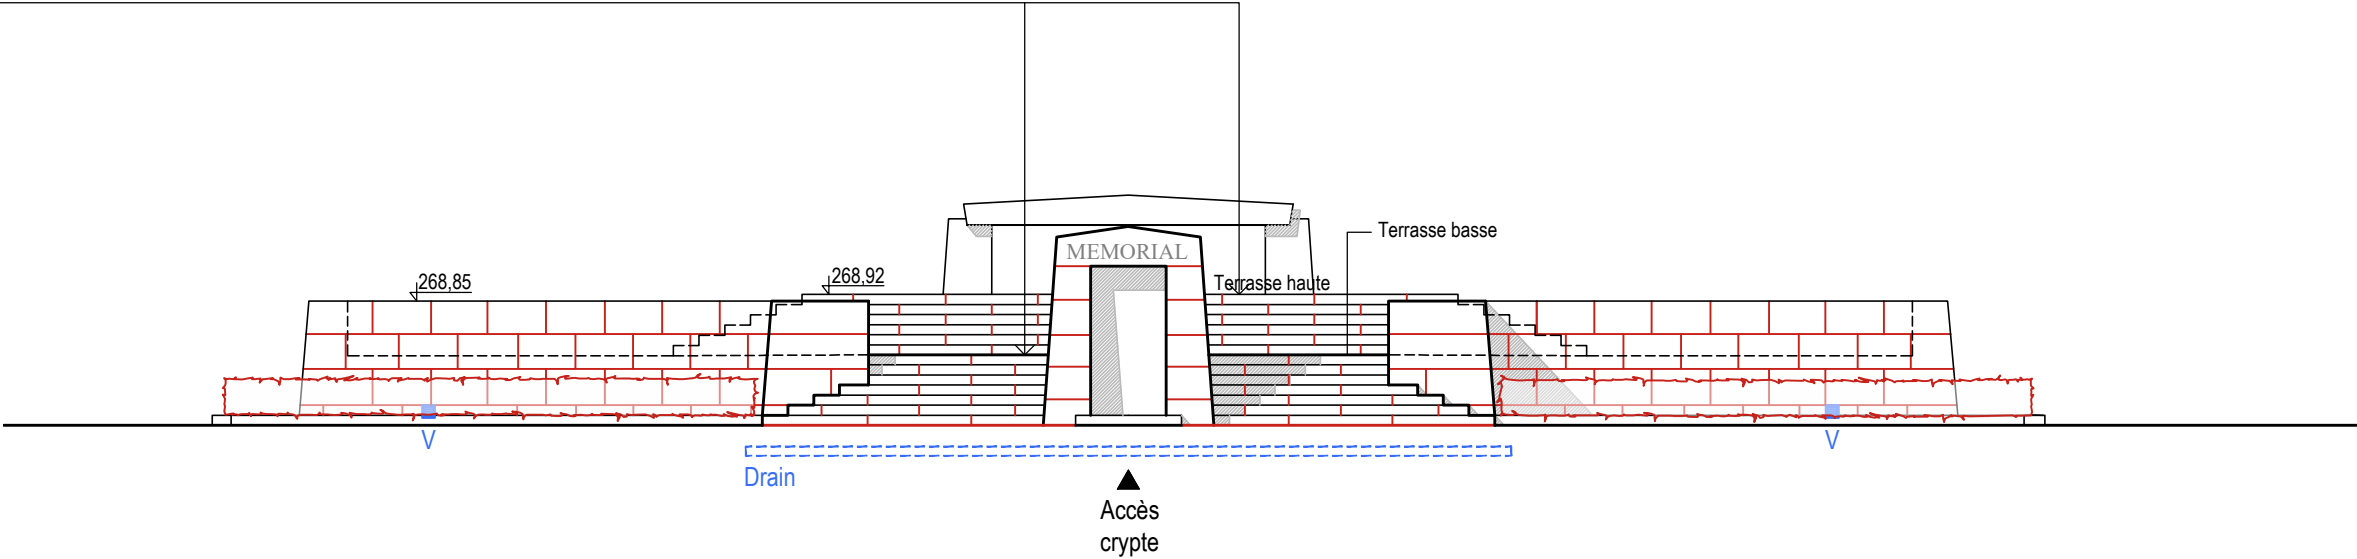 Terrasse basse
MEMORIAL
268,85
268,92
Terrasse haute
V
V
Drain
Accès
crypte